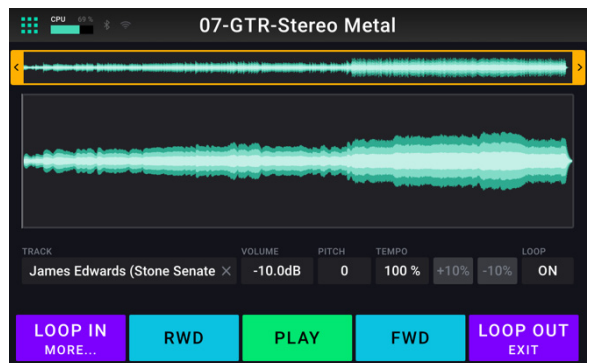 CPU 69%
07-GTR-Stereo Metal
TRACK VOLUME PITCH TEMPO LOOP
James Edwards (Stone Senate × -10.0dB 0 100 % +10% -10% ON
LOOP IN RWD PLAY FWD LOOP OUT
MORE... EXIT